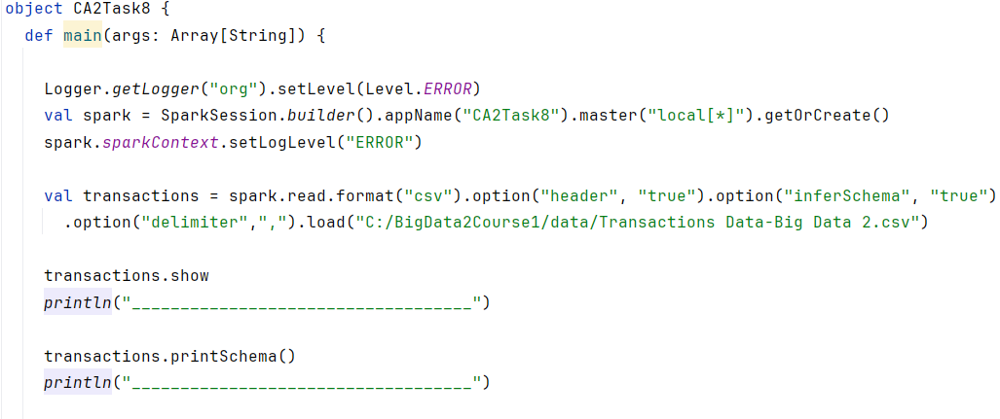 object CA2Task8 {
def main(args: Array[String]) {
Logger.getLogger("org").setLevel(Level.ERROR)
val spark = SparkSession.builder().appName("CA2Task8").master("local[*]").getOrCreate()
spark.sparkContext.setLogLevel("ERROR")
val transactions = spark.read.format("csv").option("header", "true").option("inferSchema", "true")
.option("delimiter",",").load("C:/BigData2Course1/data/Transactions Data-Big Data 2.csv")
transactions.show
println("___________________________________")
transactions.printSchema()
println("___________________________________")